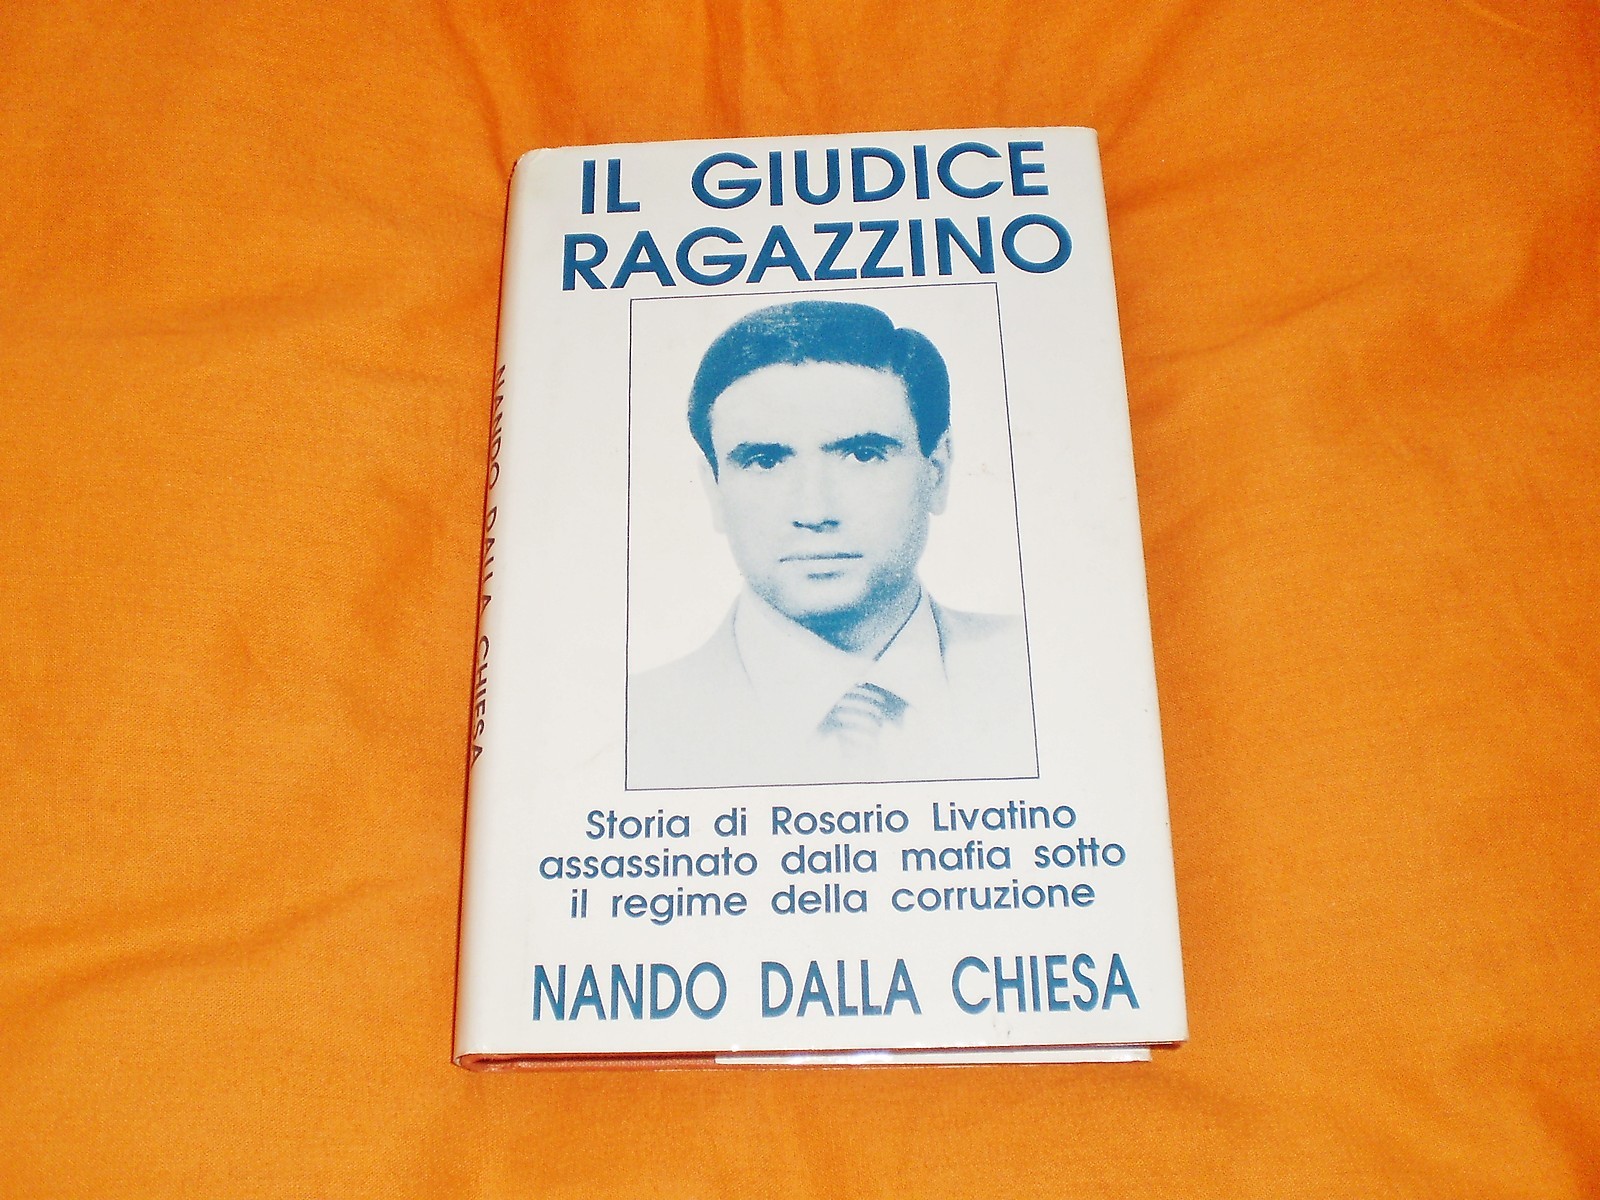 IL GIUDICE
RAGAZZINO
Storia di Rosario Livatino
assassinato dalla mafia sotto
il regime della corruzione
NANDO DALLA CHIESA
NANDO DALLA CHIESA